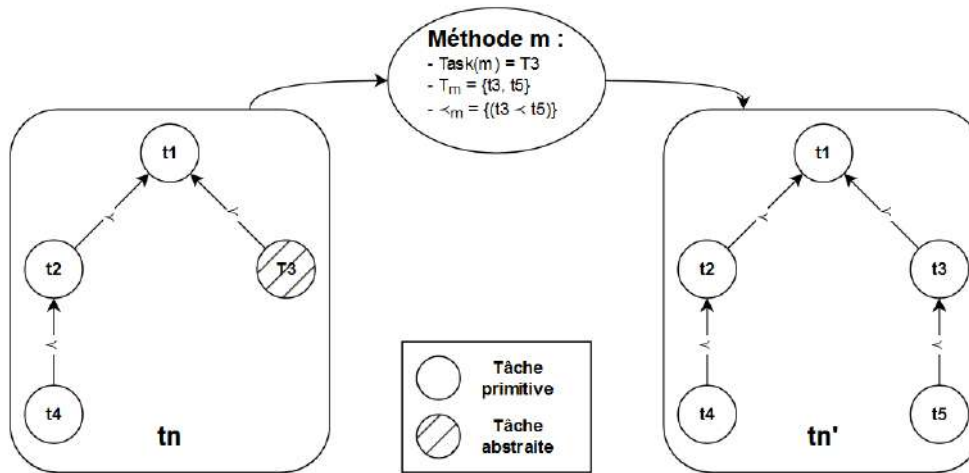 Méthode m :
- Task(m) = T3
- Tm = {t3, t5}
- ≺m = {(t3 ≺ t5)}
t1
≺ ≺
t2 T3
≺
t4
tn
Tâche
primitive
Tâche
abstraite
t1
≺ ≺
t2 t3
≺ ≺
t4 t5
tn'